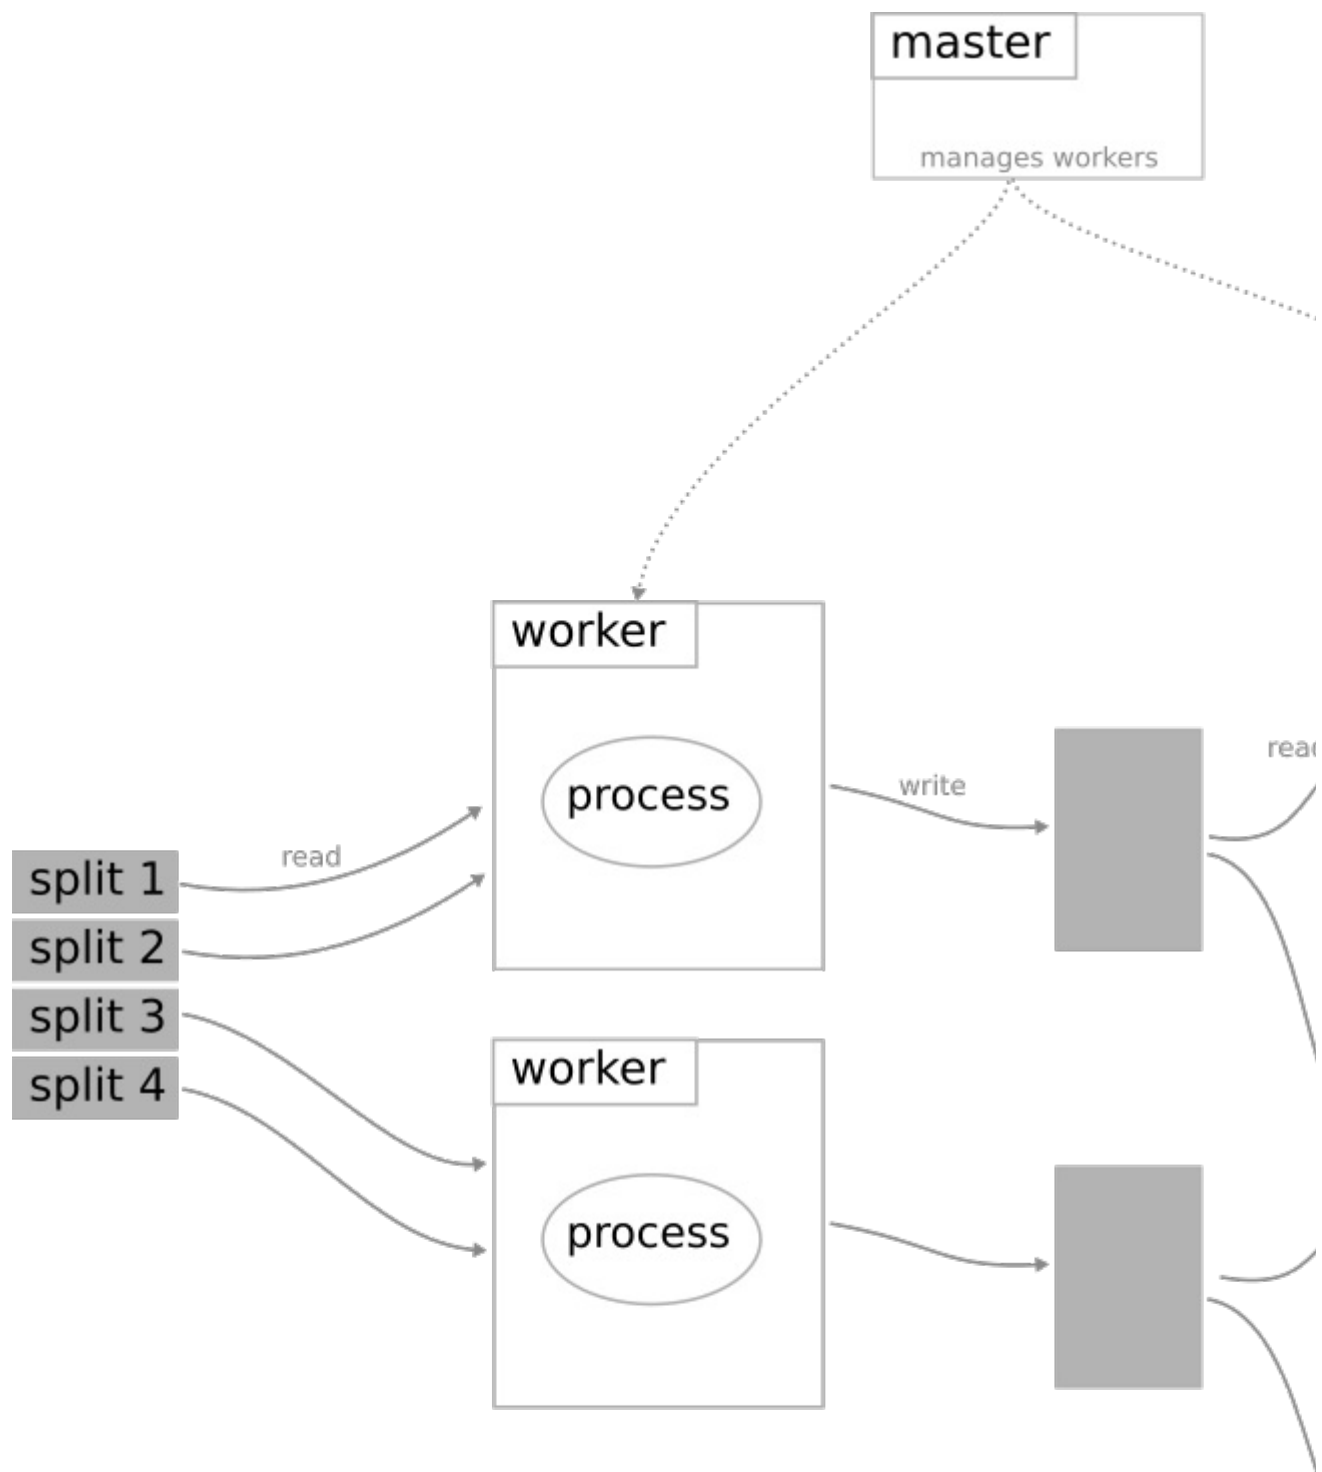 master
manages workers
worker
process
write
read
split 1
split 2
split 3
split 4
worker
process